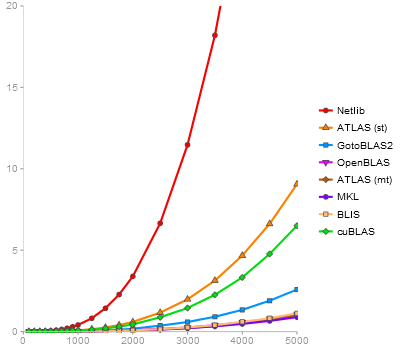 20
15
10
5
0
0
1000
2000
3000
4000
5000
Netlib
ATLAS (st)
GotoBLAS2
OpenBLAS
ATLAS (mt)
MKL
BLIS
cuBLAS